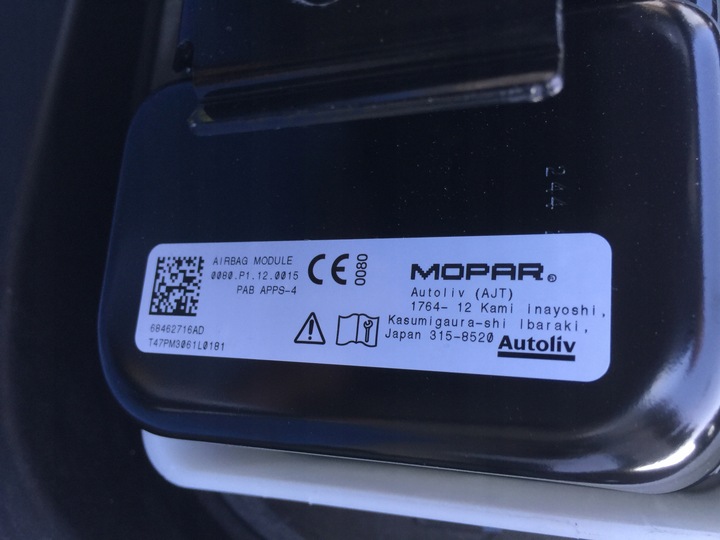 244
AIRBAG MODULE
0080.P1.12.0015
PAB APPS-4
CE 0080
68462716AD
T47PM3061L0181
MOPAR®
Autoliv (AJT)
1764- 12 Kami inayoshi,
Kasumigaura-shi Ibaraki,
Japan 315-8520
Autoliv